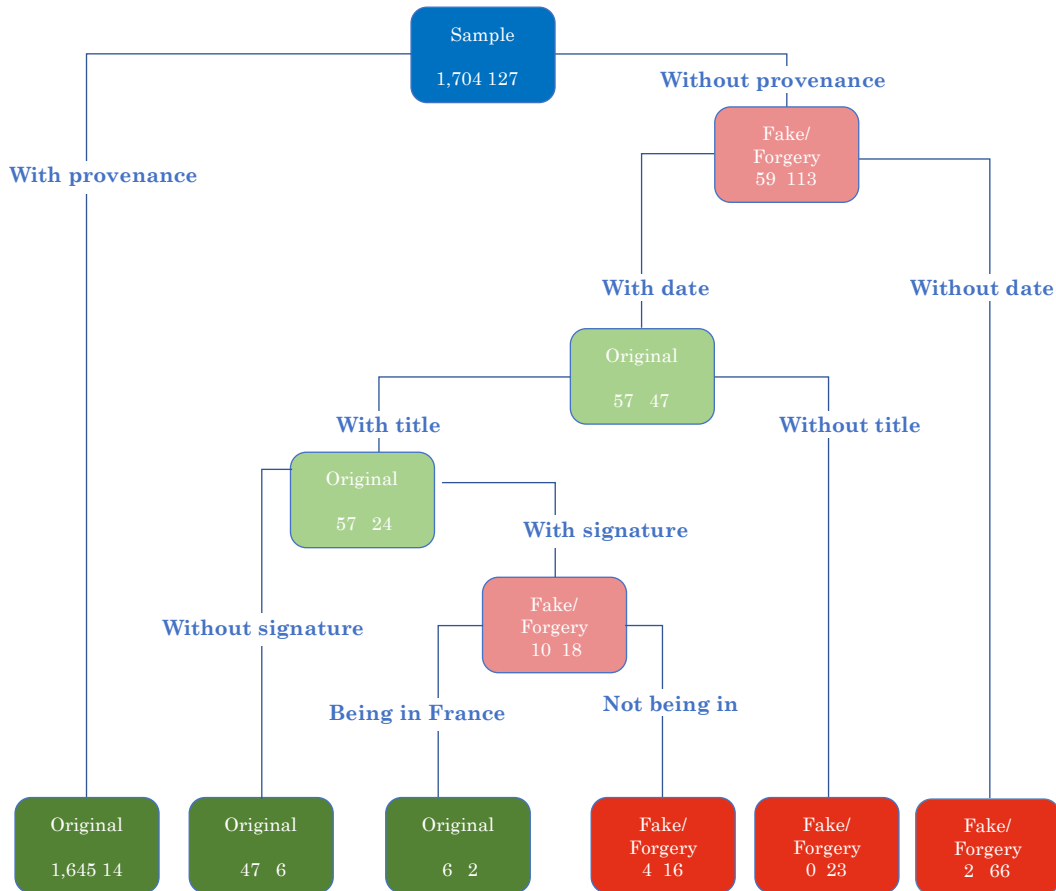 Sample
1,704 127
Without provenance
With provenance
Fake/
Forgery
59 113
With date
Without date
Original
57 47
With title
Without title
Original
57 24
With signature
Without signature
Fake/
Forgery
10 18
Being in France
Not being in
Original
1,645 14
Original
47 6
Original
6 2
Fake/
Forgery
4 16
Fake/
Forgery
0 23
Fake/
Forgery
2 66